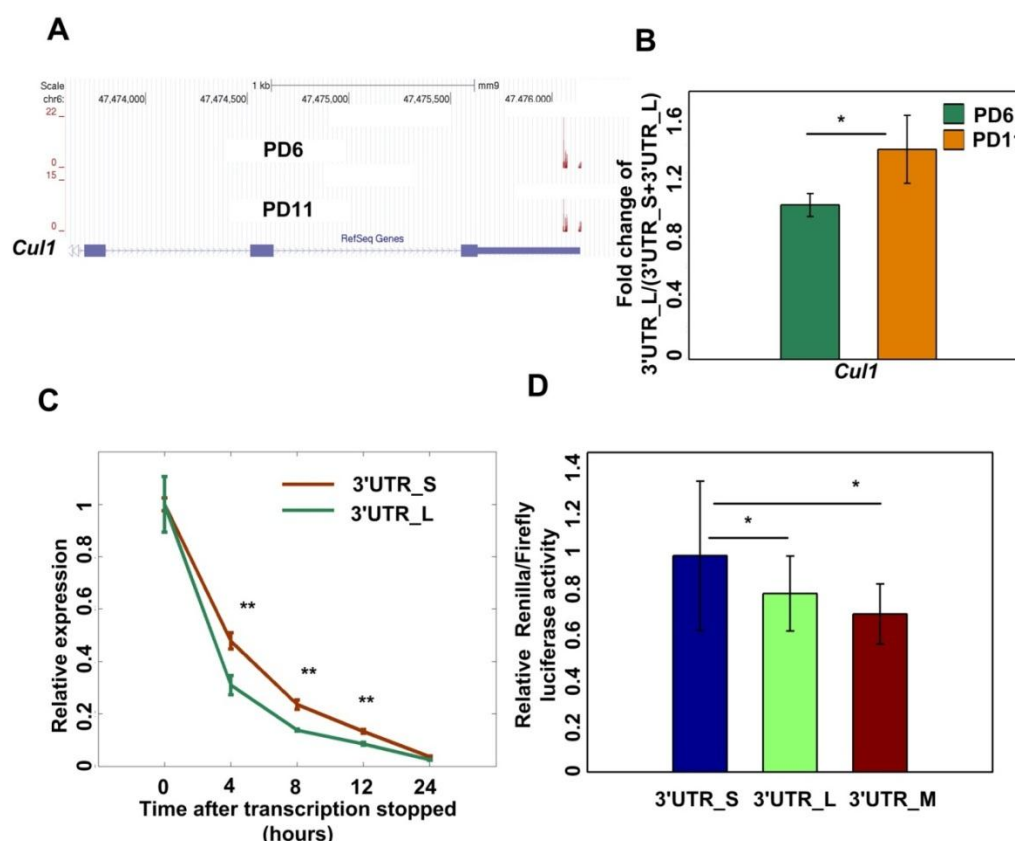 A
Scale
1 kb
mm9
chr6:
47,474,000
47,474,500
47,475,000
47,475,500
47,476,000
22
PD6
0
15
PD11
0
RefSeq Genes
Cul1
B
Fold change of
3'UTR_L/(3'UTR_S+3'UTR_L)
1.6
1.2
0.8
0.4
0
*
PD6
PD11
Cul1
C
Relative expression
1
0.8
0.6
0.4
0.2
0
3'UTR_S
3'UTR_L
**
**
**
0 4 8 12 24
Time after transcription stopped
(hours)
D
Relative Renilla/Firefly
luciferase activity
1.4
1.2
1
0.8
0.6
0.4
0.2
0
*
*
3'UTR_S 3'UTR_L 3'UTR_M